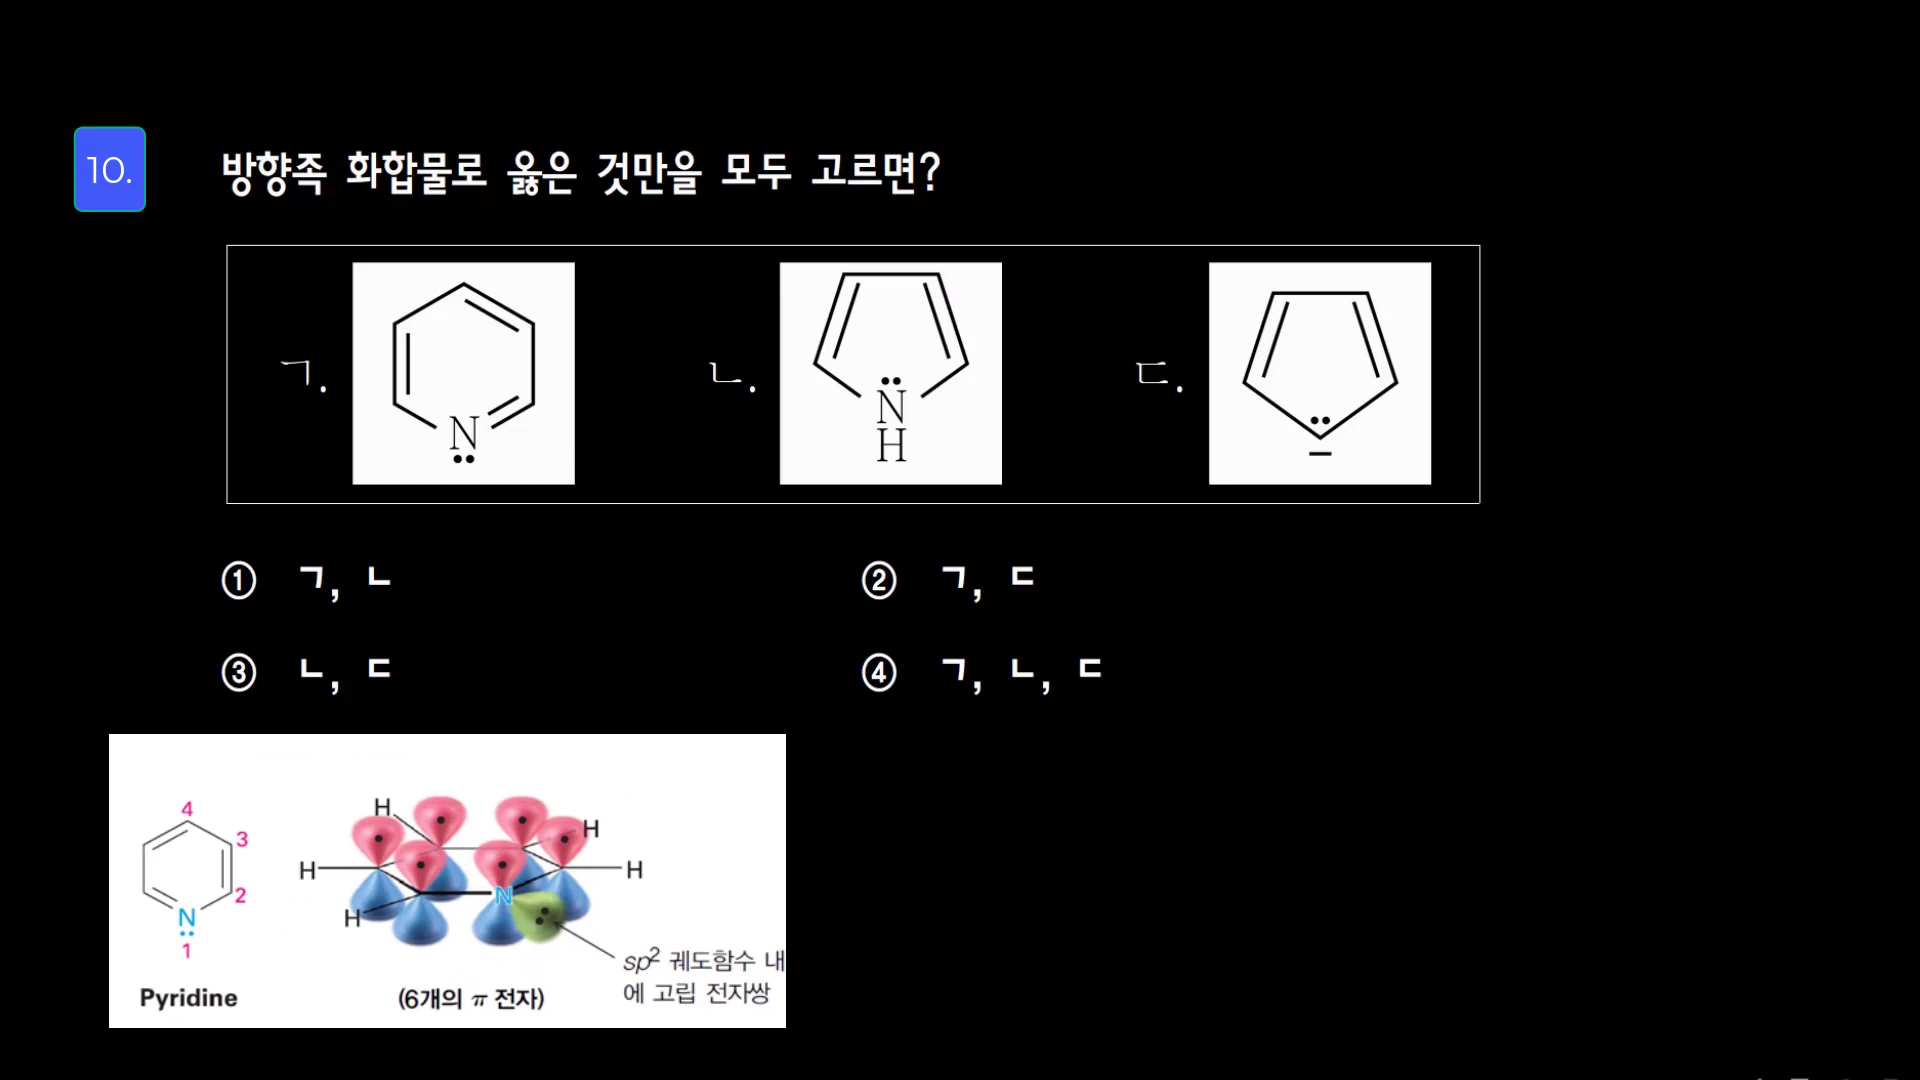 10. 방향족 화합물로 옳은 것만을 모두 고르면?
ㄱ. N
ㄴ. N
H
ㄷ.
① ㄱ, ㄴ
② ㄱ, ㄷ
③ ㄴ, ㄷ
④ ㄱ, ㄴ, ㄷ
4
3
2
N
1
Pyridine
H
H
H
H
H
N
sp² 궤도함수 내
에 고립 전자쌍
(6개의 π 전자)